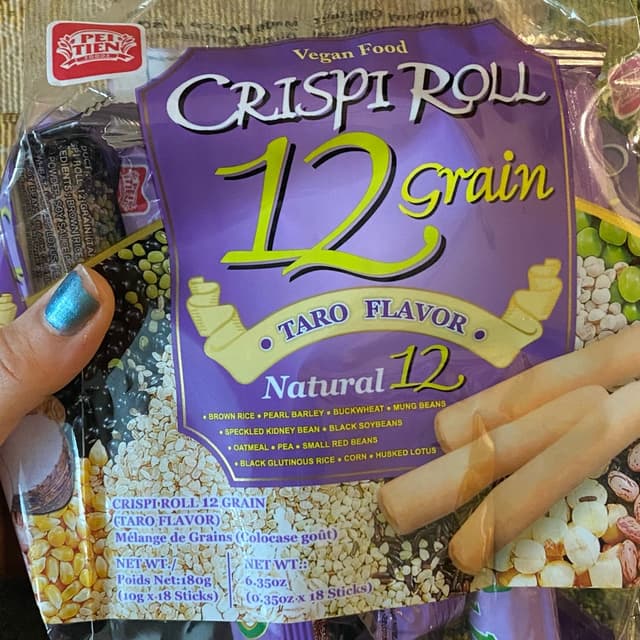 PEI
TIEN
FOODS
Vegan Food
CRISPI ROLL
12 grain
TARO FLAVOR
Natural 12
• BROWN RICE • PEARL BARLEY • BUCKWHEAT • MUNG BEANS
• SPECKLED KIDNEY BEAN • BLACK SOYBEANS
• OATMEAL • PEA • SMALL RED BEANS
• BLACK GLUTINOUS RICE • CORN • HUSKED LOTUS
CRISPI ROLL 12 GRAIN
(TARO FLAVOR)
Mélange de Grains (Colocase goût)
NET WT./
Poids Net:180g
(10g x 18 Sticks)
NET WT.:
6.35oz
(0.35oz x 18 Sticks)